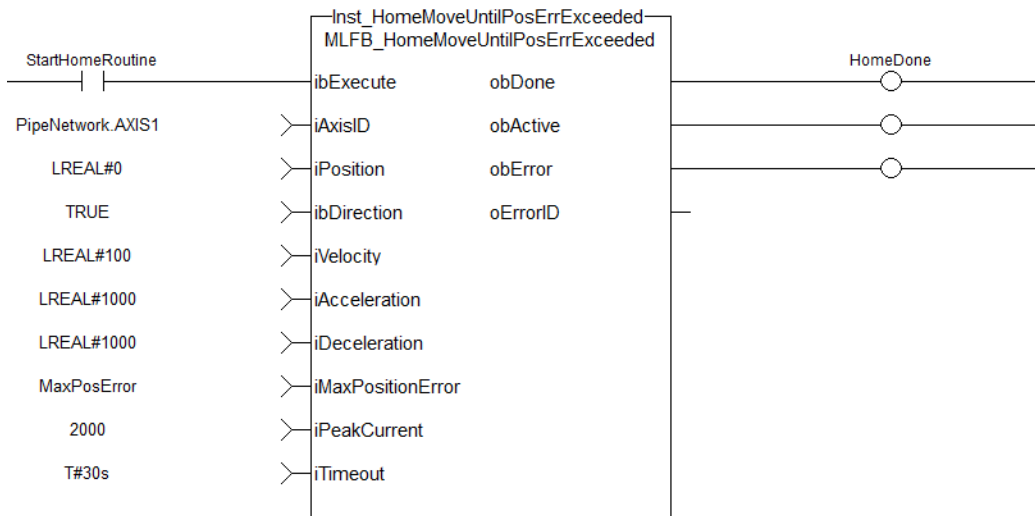 Inst_HomeMoveUntilPosErrExceeded
MLFB_HomeMoveUntilPosErrExceeded
StartHomeRoutine ibExecute obDone HomeDone
PipeNetwork.AXIS1 iAxisID obActive
LREAL#0 iPosition obError
TRUE ibDirection oErrorID
LREAL#100 iVelocity
LREAL#1000 iAcceleration
LREAL#1000 iDeceleration
MaxPosError iMaxPositionError
2000 iPeakCurrent
T#30s iTimeout